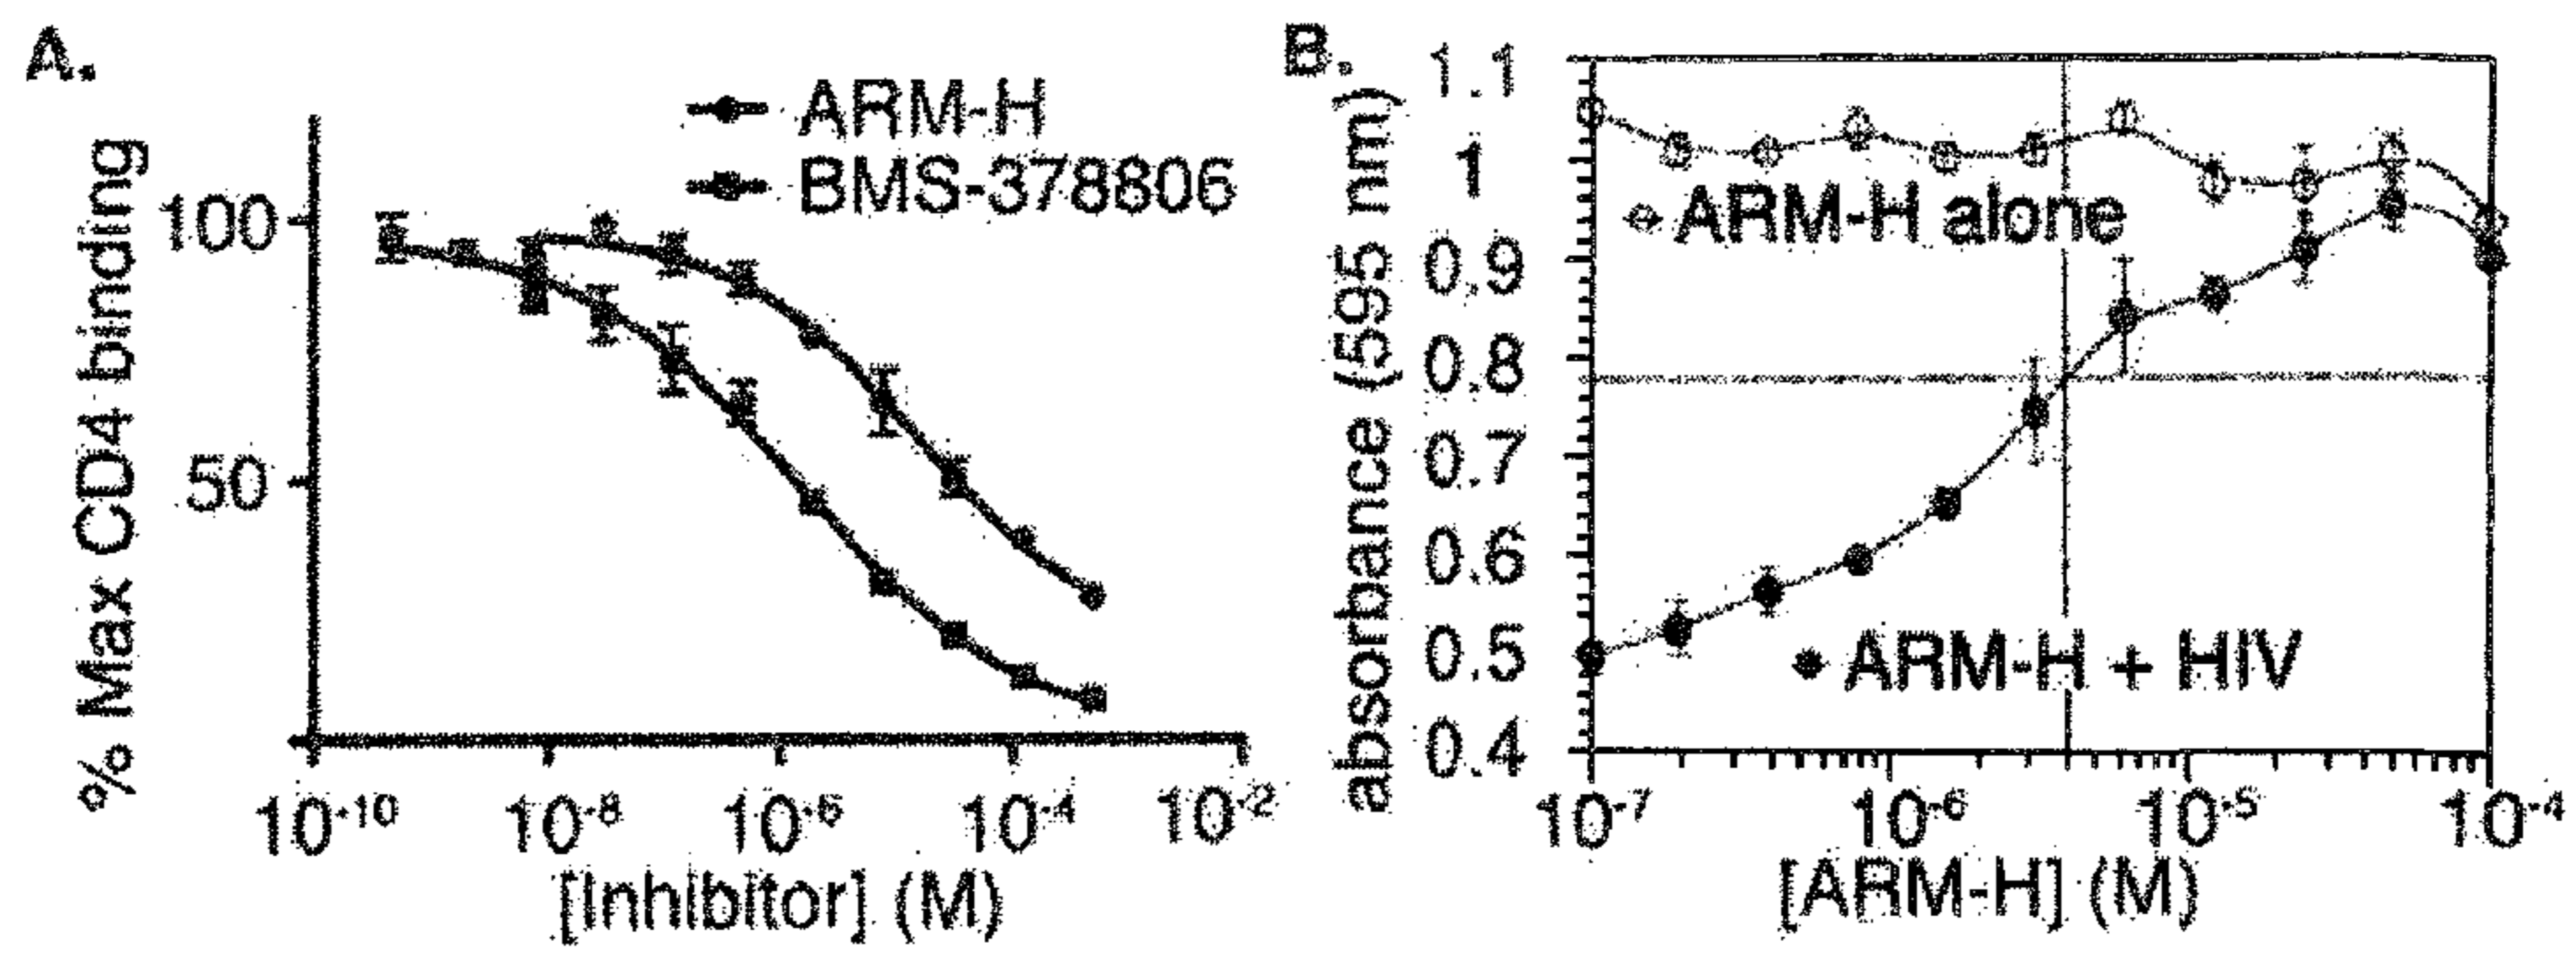 A.
ARM-H
BMS-378806
% Max CD4 binding
100
50
10-10
10-8
10-6
10-4
10-2
[Inhibitor] (M)
B.
absorbance (595 nm)
1.1
1
0.9
0.8
0.7
0.6
0.5
0.4
ARM-H alone
ARM-H + HIV
10-7
10-6
10-5
10-4
[ARM-H] (M)